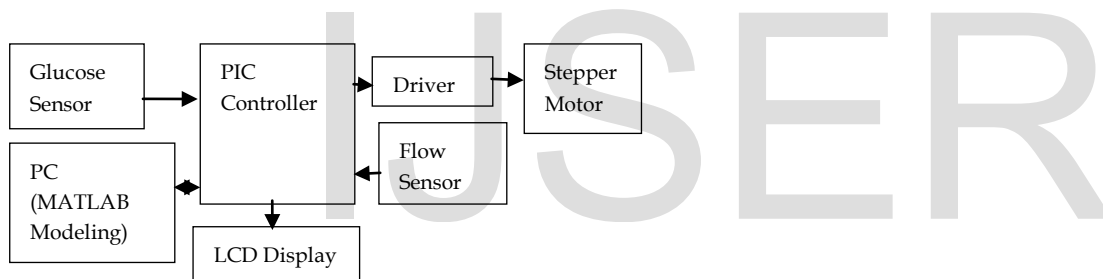 Glucose
Sensor
PIC
Controller
Driver
Stepper
Motor
PC
(MATLAB
Modeling)
Flow
Sensor
LCD Display
IJSER